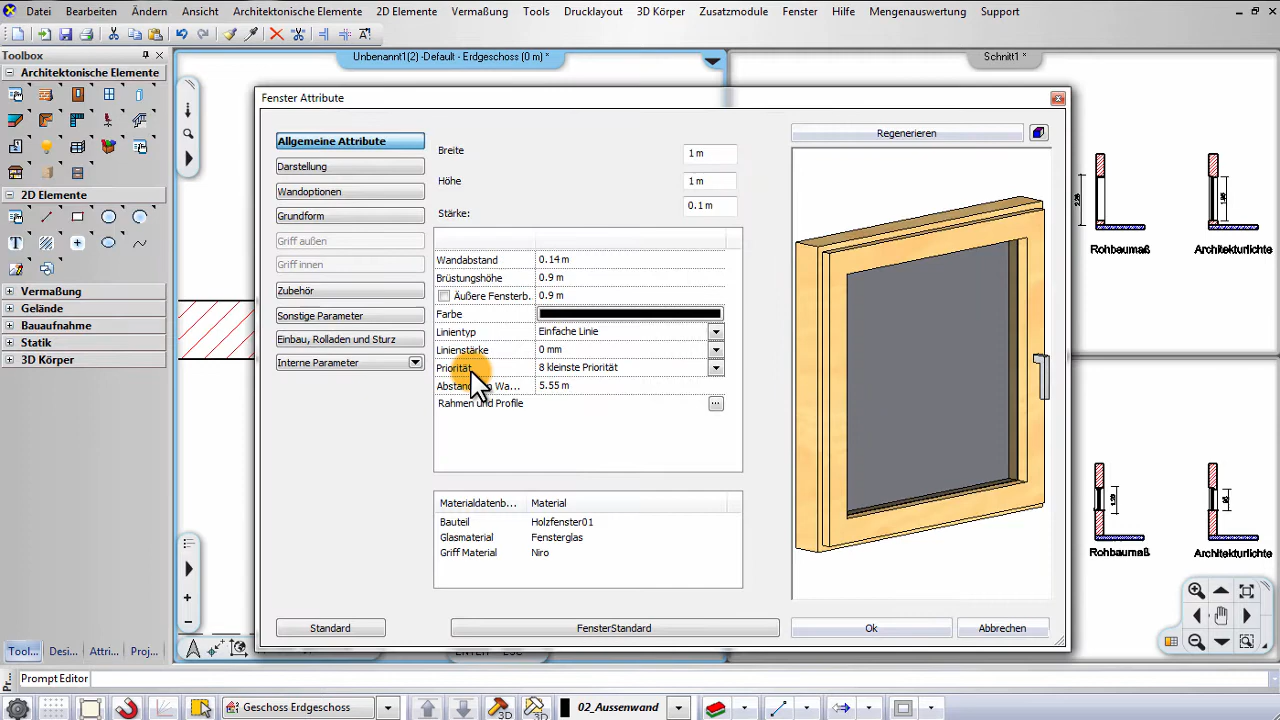 Datei Bearbeiten Ändern Ansicht Architektonische Elemente 2D Elemente Vermaßung Tools Drucklayout 3D Körper Zusatzmodule Fenster Hilfe Mengenauswertung Support
Toolbox
Unbenannt1(2) -Default - Erdgeschoss (0 m) *
Schnitt1 *
Architektonische Elemente
2D Elemente
Vermaßung
Gelände
Bauaufnahme
Statik
3D Körper
Fenster Attribute
Allgemeine Attribute
Darstellung
Wandoptionen
Grundform
Griff außen
Griff innen
Zubehör
Sonstige Parameter
Einbau, Rolladen und Sturz
Interne Parameter
Breite 1 m
Höhe 1 m
Stärke: 0.1 m
Wandabstand 0.14 m
Brüstungshöhe 0.9 m
Äußere Fensterb. 0.9 m
Farbe
Linientyp Einfache Linie
Linienstärke 0 mm
Priorität 8 kleinste Priorität
5.55 m
Rahmen und Profile ...
Materialdatenb... Material
Bauteil Holzfenster01
Glasmaterial Fensterglas
Griff Material Niro
Regenerieren
Standard FensterStandard Ok Abbrechen
Rohbaumaß Architekturlichte
Rohbaumaß Architekturlichte
Tool... Desi... Attri... Proj...
ENTER ESC
Pr... Prompt Editor
Geschoss Erdgeschoss 3D 3D 02_Aussenwand